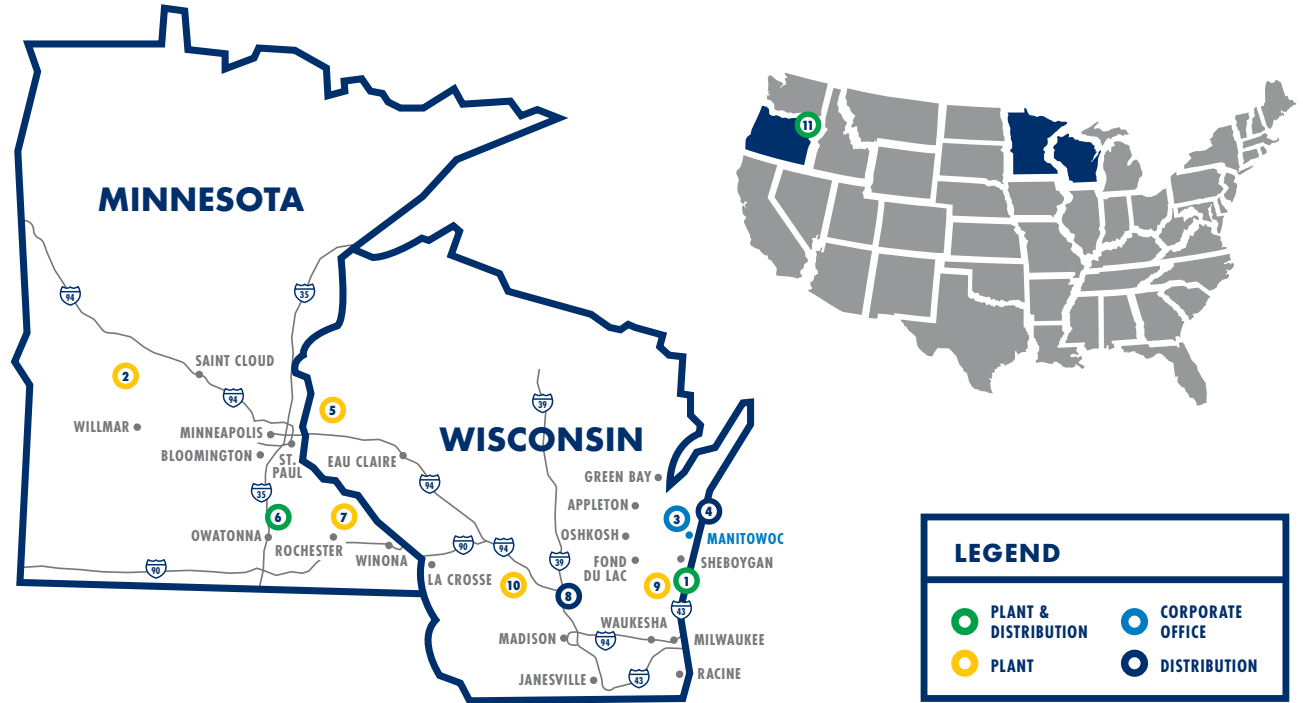 MINNESOTA
94
35
2
SAINT CLOUD
94
5
WILLMAR
MINNEAPOLIS
BLOOMINGTON
ST.
PAUL
35
6
7
OWATONNA
ROCHESTER
WINONA
90
WISCONSIN
39
EAU CLAIRE
94
GREEN BAY
APPLETON
3
4
OSHKOSH
MANITOWOC
90
94
39
FOND
DU LAC
SHEBOYGAN
LA CROSSE
10
8
9
1
43
WAUKESHA
MADISON
94
MILWAUKEE
JANESVILLE
43
RACINE
11
LEGEND
PLANT &
DISTRIBUTION
CORPORATE
OFFICE
PLANT
DISTRIBUTION